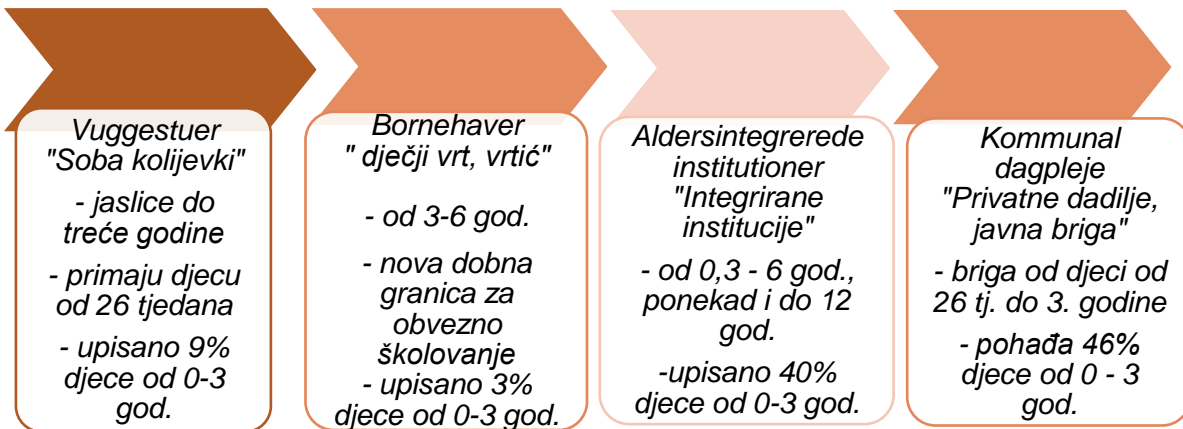 Vuggestuer
"Soba kolijevki"
- jaslice do
treće godine
- primaju djecu
od 26 tjedana
- upisano 9%
djece od 0-3
god.
Bornehaver
" dječji vrt, vrtić"
- od 3-6 god.
- nova dobna
granica za
obvezno
školovanje
- upisano 3%
djece od 0-3 god.
Aldersintegrerede
institutioner
"Integrirane
institucije"
- od 0,3 - 6 god.,
ponekad i do 12
god.
-upisano 40%
djece od 0-3 god.
Kommunal
dagpleje
"Privatne dadilje,
javna briga"
- briga od djeci od
26 tj. do 3. godine
- pohađa 46%
djece od 0 - 3
god.